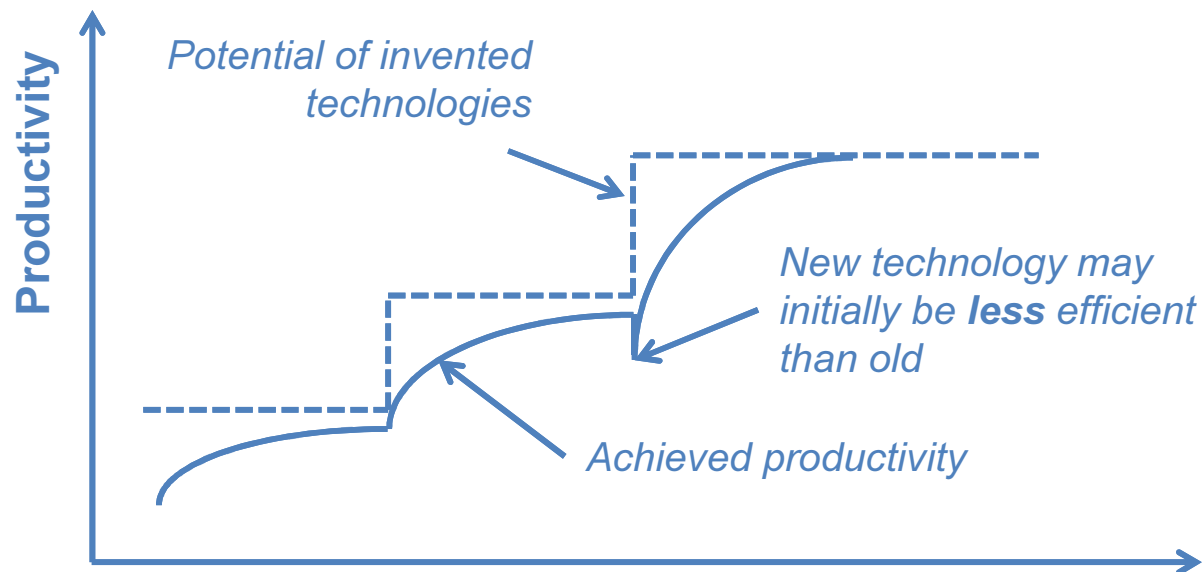 Productivity
Potential of invented
technologies
New technology may
initially be less efficient
than old
Achieved productivity